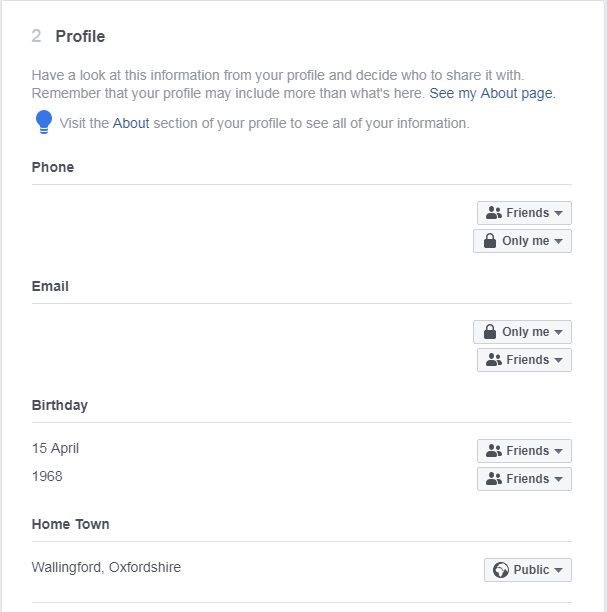 2 Profile
Have a look at this information from your profile and decide who to share it with.
Remember that your profile may include more than what's here. See my About page.
Visit the About section of your profile to see all of your information.
Phone
Friends
Only me
Email
Only me
Friends
Birthday
15 April Friends
1968 Friends
Home Town
Wallingford, Oxfordshire Public